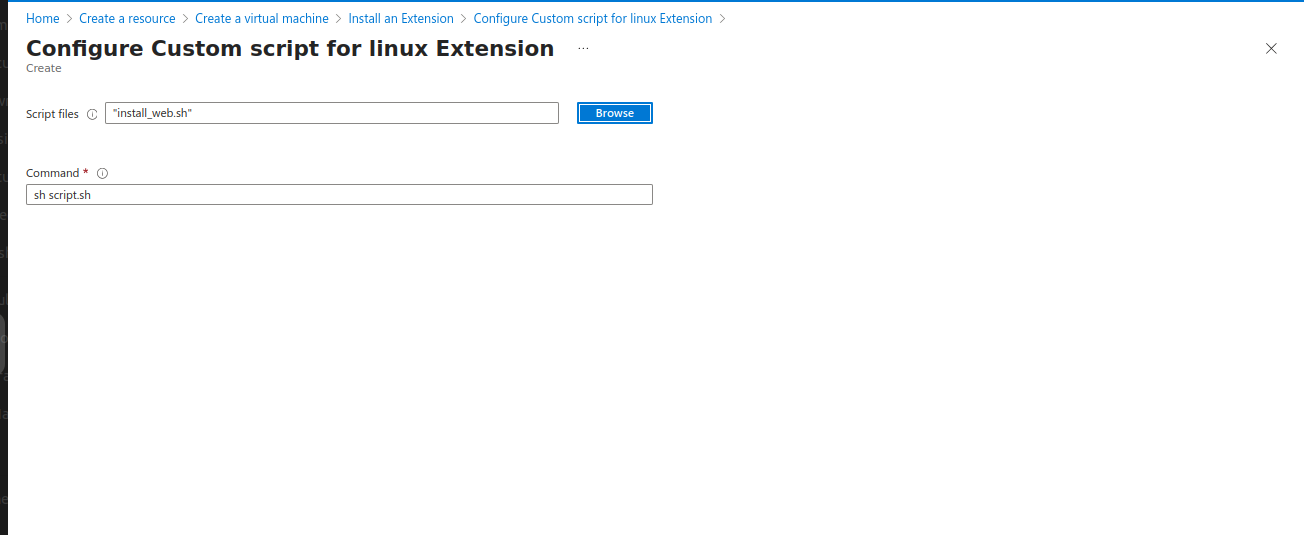 Home > Create a resource > Create a virtual machine > Install an Extension > Configure Custom script for linux Extension >
Configure Custom script for linux Extension ...
Create
Script files "install_web.sh" Browse
Command *
sh script.sh